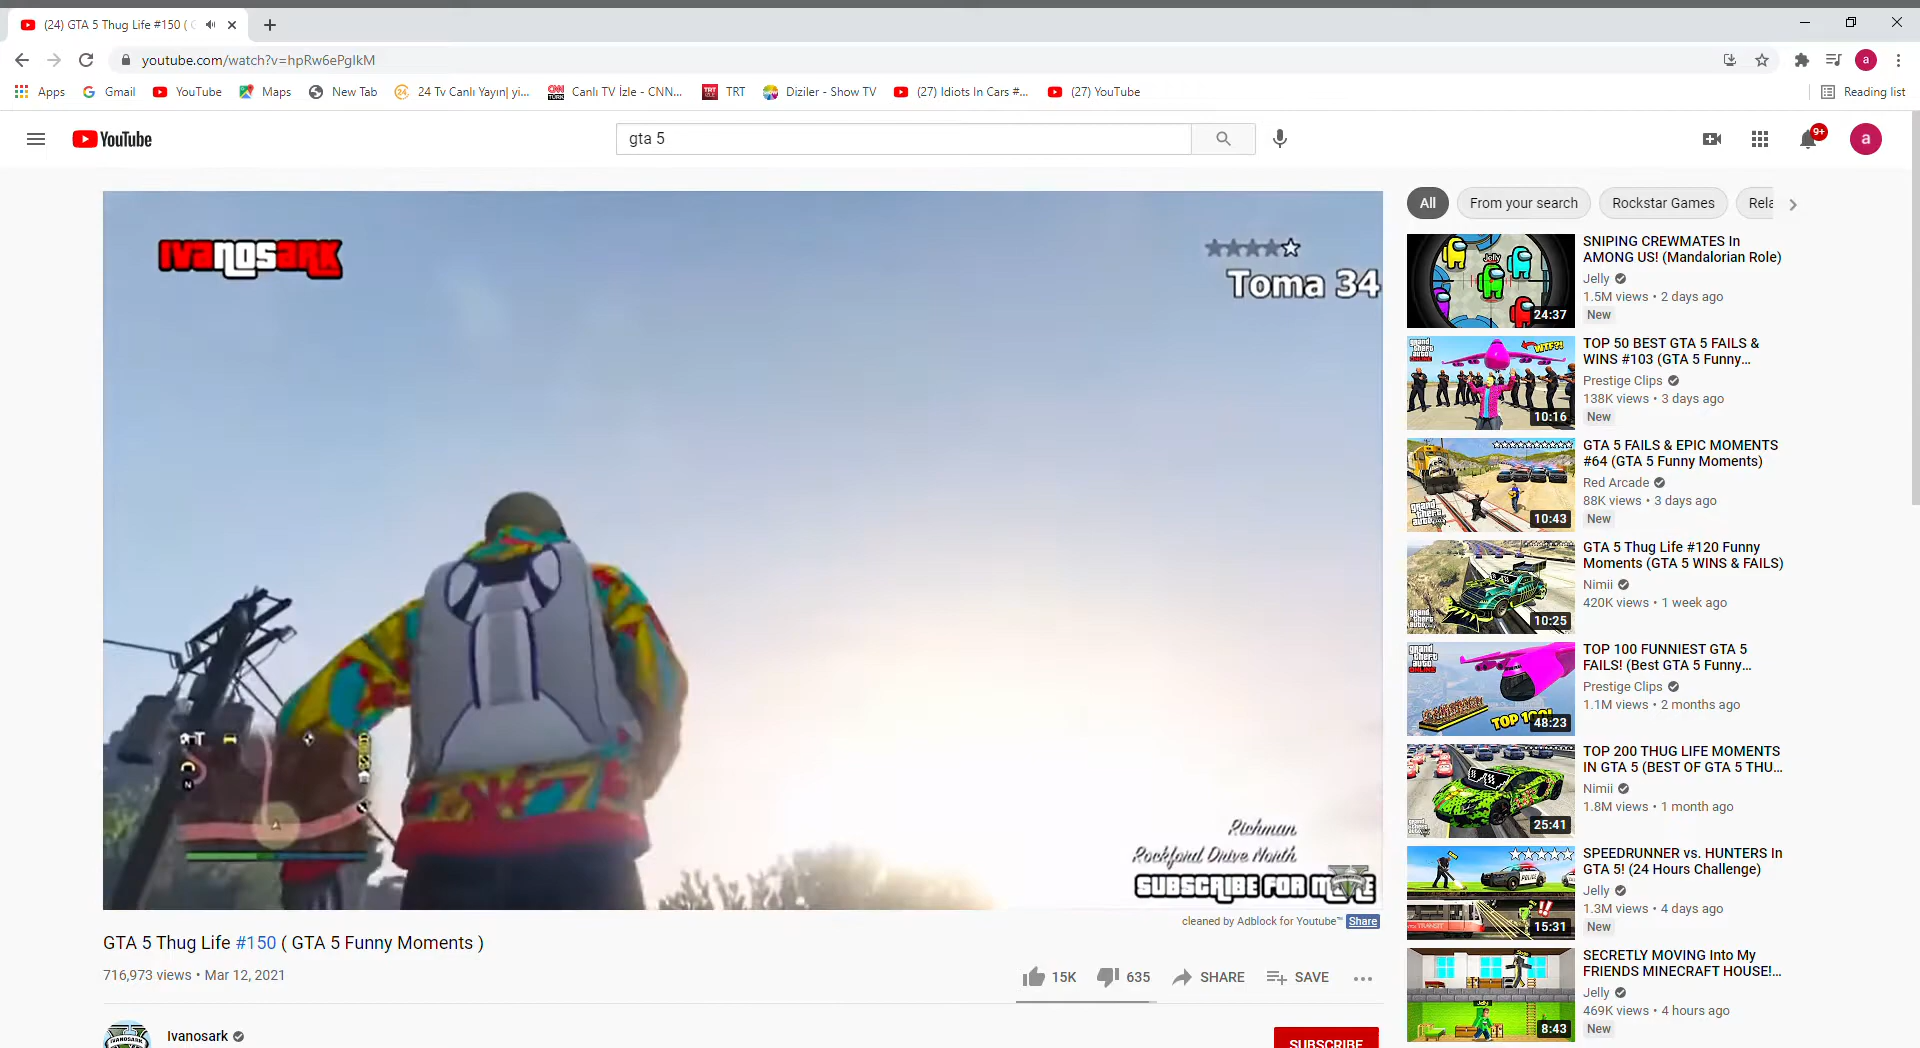 (24) GTA 5 Thug Life #150 (
youtube.com/watch?v=hpRw6ePglkM
a
Apps
Gmail
YouTube
Maps
New Tab
24 Tv Canlı Yayın| yi...
Canlı TV İzle - CNN...
TRT
Diziler - Show TV
(27) Idiots In Cars #...
(27) YouTube
Reading list
YouTube
gta 5
9+
a
IVANOSARK
Toma 34
N
Richman
Rockford Drive North
SUBSCRIBE FOR MORE
cleaned by Adblock for Youtube™ Share
GTA 5 Thug Life #150 ( GTA 5 Funny Moments )
716,973 views • Mar 12, 2021
15K
635
SHARE
SAVE
Ivanosark
SUBSCRIBE
All
From your search
Rockstar Games
Rela
Jelly
24:37
SNIPING CREWMATES In
AMONG US! (Mandalorian Role)
Jelly
1.5M views • 2 days ago
New
WTF?!
10:16
TOP 50 BEST GTA 5 FAILS &
WINS #103 (GTA 5 Funny...
Prestige Clips
138K views • 3 days ago
New
10:43
GTA 5 FAILS & EPIC MOMENTS
#64 (GTA 5 Funny Moments)
Red Arcade
88K views • 3 days ago
New
10:25
GTA 5 Thug Life #120 Funny
Moments (GTA 5 WINS & FAILS)
Nimii
420K views • 1 week ago
48:23
TOP 100 FUNNIEST GTA 5
FAILS! (Best GTA 5 Funny...
Prestige Clips
1.1M views • 2 months ago
25:41
TOP 200 THUG LIFE MOMENTS
IN GTA 5 (BEST OF GTA 5 THU...
Nimii
1.8M views • 1 month ago
POLICE
15:31
SPEEDRUNNER vs. HUNTERS In
GTA 5! (24 Hours Challenge)
Jelly
1.3M views • 4 days ago
New
Jelly
8:43
SECRETLY MOVING Into My
FRIENDS MINECRAFT HOUSE!...
Jelly
469K views • 4 hours ago
New